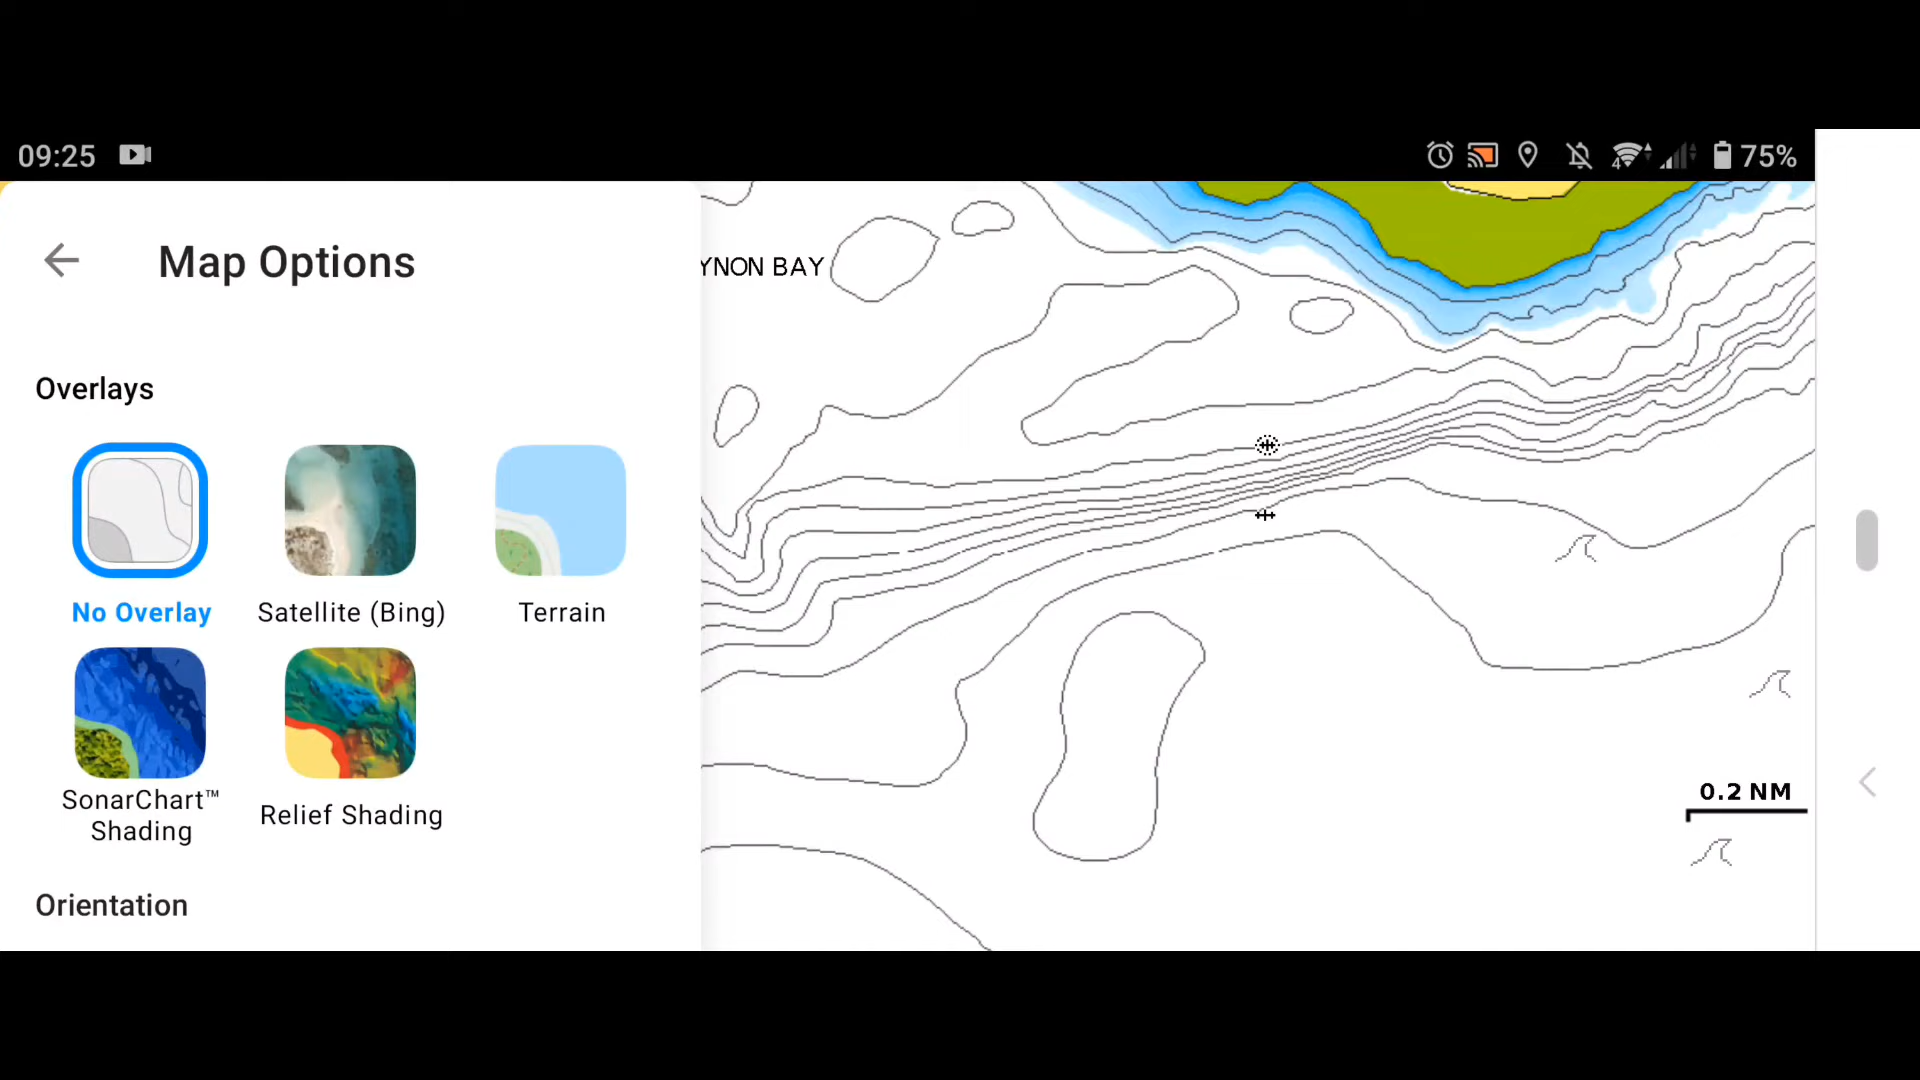 09:25
75%
Map Options
YNON BAY
Overlays
No Overlay
Satellite (Bing)
Terrain
SonarChart™
Shading
Relief Shading
0.2 NM
Orientation